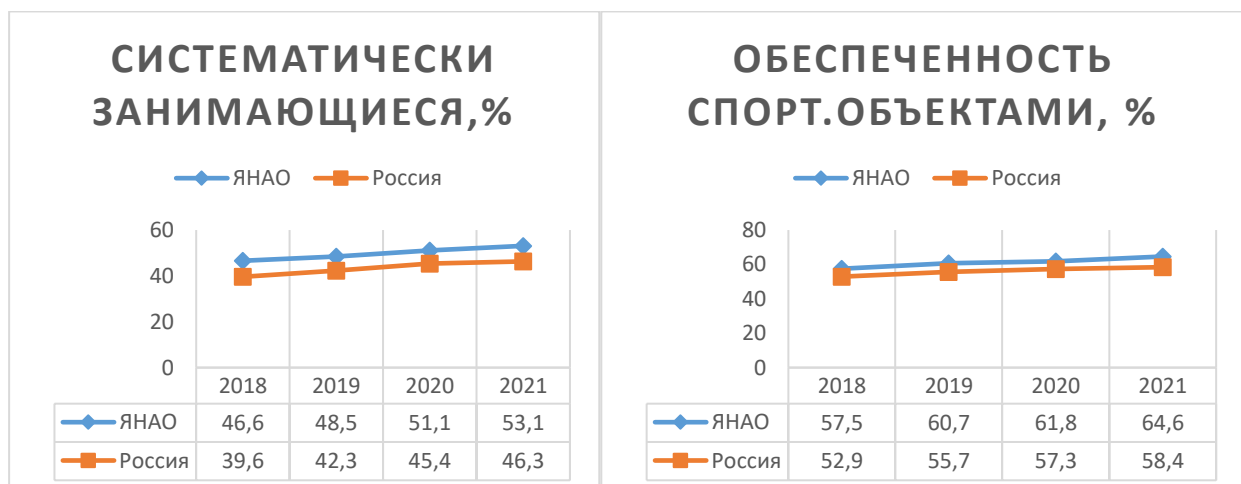 СИСТЕМАТИЧЕСКИ
ЗАНИМАЮЩИЕСЯ,%
ЯНАО Россия
60
40
20
0
2018 2019 2020 2021
ЯНАО 46,6 48,5 51,1 53,1
Россия 39,6 42,3 45,4 46,3
ОБЕСПЕЧЕННОСТЬ
СПОРТ.ОБЪЕКТАМИ, %
ЯНАО Россия
80
60
40
20
0
2018 2019 2020 2021
ЯНАО 57,5 60,7 61,8 64,6
Россия 52,9 55,7 57,3 58,4